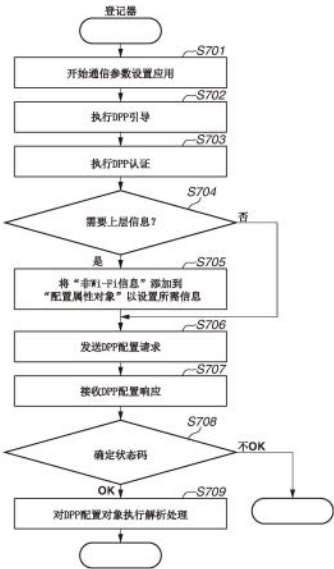 登记器
S701
开始通信参数设置应用
S702
执行DPP引导
S703
执行DPP认证
S704
需要上层信息?
否
是
S705
将“非Wi-Fi信息”添加到
“配置属性对象”以设置所需信息
S706
发送DPP配置请求
S707
接收DPP配置响应
S708
确定状态码
不OK
OK
S709
对DPP配置对象执行解析处理